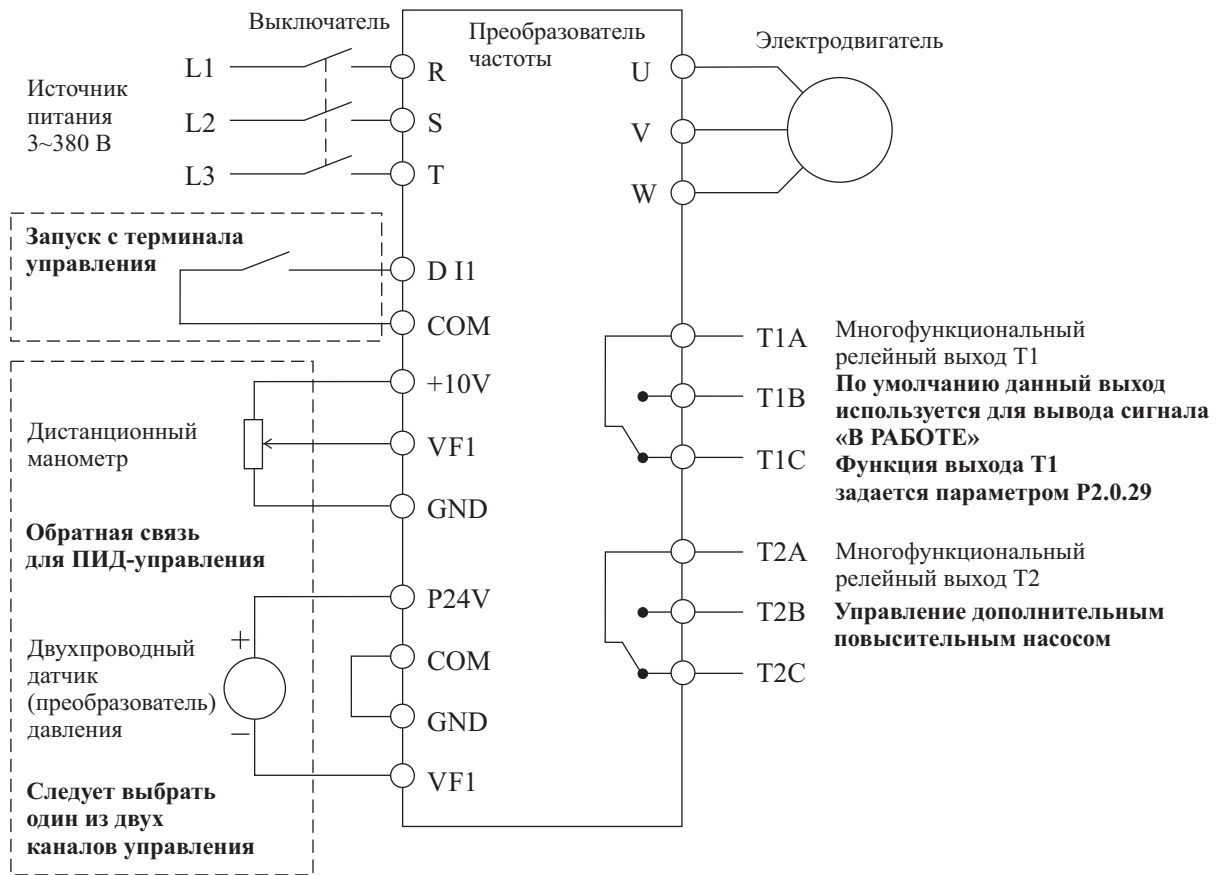 Выключатель
Преобразователь
частоты
Электродвигатель
Источник
питания
3~380 В
L1
L2
L3
R
S
T
U
V
W
Запуск с терминала
управления
D I1
COM
Дистанционный
манометр
+10V
VF1
GND
Обратная связь
для ПИД-управления
Двухпроводный
датчик
(преобразователь)
давления
+
–
P24V
COM
GND
VF1
Следует выбрать
один из двух
каналов управления
T1A
T1B
T1C
Многофункциональный
релейный выход T1
По умолчанию данный выход
используется для вывода сигнала
«В РАБОТЕ»
Функция выхода T1
задается параметром P2.0.29
T2A
T2B
T2C
Многофункциональный
релейный выход T2
Управление дополнительным
повысительным насосом